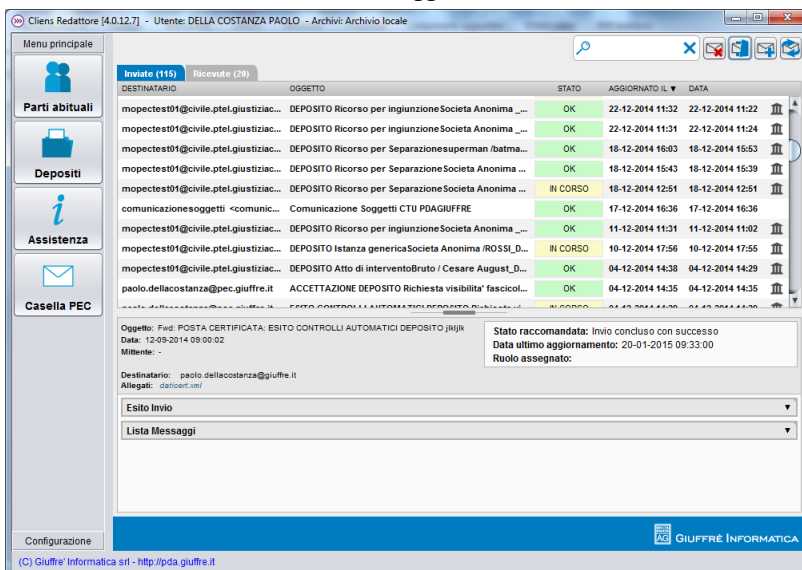 Cliens Redattore [4.0.12.7] - Utente: DELLA COSTANZA PAOLO - Archivi: Archivio locale
Menu principale
Inviate (115) Ricevute (20)
DESTINATARIO OGGETTO STATO AGGIORNATO IL ▼ DATA
mopectest01@civile.ptel.giustiziac... DEPOSITO Ricorso per ingiunzioneSocieta Anonima _... OK 22-12-2014 11:32 22-12-2014 11:22
mopectest01@civile.ptel.giustiziac... DEPOSITO Ricorso per ingiunzioneSocieta Anonima _... OK 22-12-2014 11:31 22-12-2014 11:24
mopectest01@civile.ptel.giustiziac... DEPOSITO Ricorso per Separazionesuperman /batma... OK 18-12-2014 16:03 18-12-2014 15:53
mopectest01@civile.ptel.giustiziac... DEPOSITO Ricorso per SeparazioneSocieta Anonima ... OK 18-12-2014 15:43 18-12-2014 15:39
mopectest01@civile.ptel.giustiziac... DEPOSITO Ricorso per SeparazioneSocieta Anonima ... IN CORSO 18-12-2014 12:51 18-12-2014 12:51
comunicazionesoggetti <comunic... Comunicazione Soggetti CTU PDAGIUFFRE OK 17-12-2014 16:36 17-12-2014 16:36
mopectest01@civile.ptel.giustiziac... DEPOSITO Ricorso per ingiunzioneSocieta Anonima _... OK 11-12-2014 11:31 11-12-2014 11:02
mopectest01@civile.ptel.giustiziac... DEPOSITO Istanza genericaSocieta Anonima /ROSSI_D... IN CORSO 10-12-2014 17:56 10-12-2014 17:55
mopectest01@civile.ptel.giustiziac... DEPOSITO Atto di interventoBruto / Cesare August_D... OK 04-12-2014 14:38 04-12-2014 14:29
paolo.dellacostanza@pec.giuffre.it ACCETTAZIONE DEPOSITO Richiesta visibilita' fascicol... OK 04-12-2014 14:35 04-12-2014 14:35
Parti abituali
Depositi
Assistenza
Casella PEC
Oggetto: Fwd: POSTA CERTIFICATA: ESITO CONTROLLI AUTOMATICI DEPOSITO jlkljlk
Data: 12-09-2014 09:00:02
Mittente: -
Destinatario: paolo.dellacostanza@giuffre.it
Allegati: daticert.xml
Stato raccomandata: Invio concluso con successo
Data ultimo aggiornamento: 20-01-2015 09:33:00
Ruolo assegnato:
Esito Invio ▼
Lista Messaggi ▼
Configurazione
AG GIUFFRÈ INFORMATICA
(C) Giuffre' Informatica srl - http://pda.giuffre.it